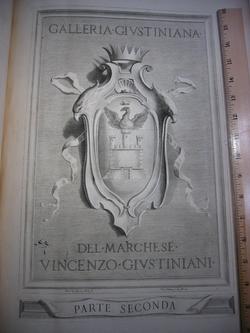 GALLERIA·GIVSTINIANA
DEL·MARCHESE·
VINCENZO·GIVSTINIANI·
PARTE SECONDA